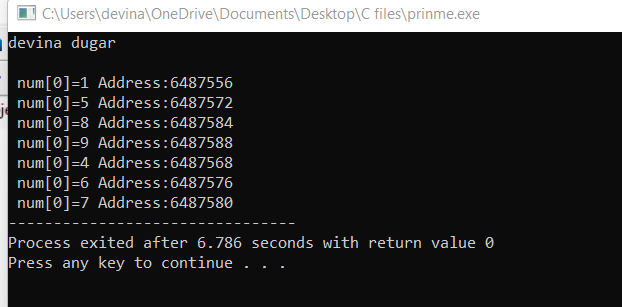 C:\Users\devina\OneDrive\Documents\Desktop\C files\prinme.exe
devina dugar
num[0]=1 Address:6487556
num[0]=5 Address:6487572
num[0]=8 Address:6487584
num[0]=9 Address:6487588
num[0]=4 Address:6487568
num[0]=6 Address:6487576
num[0]=7 Address:6487580
--------------------------------
Process exited after 6.786 seconds with return value 0
Press any key to continue . . .